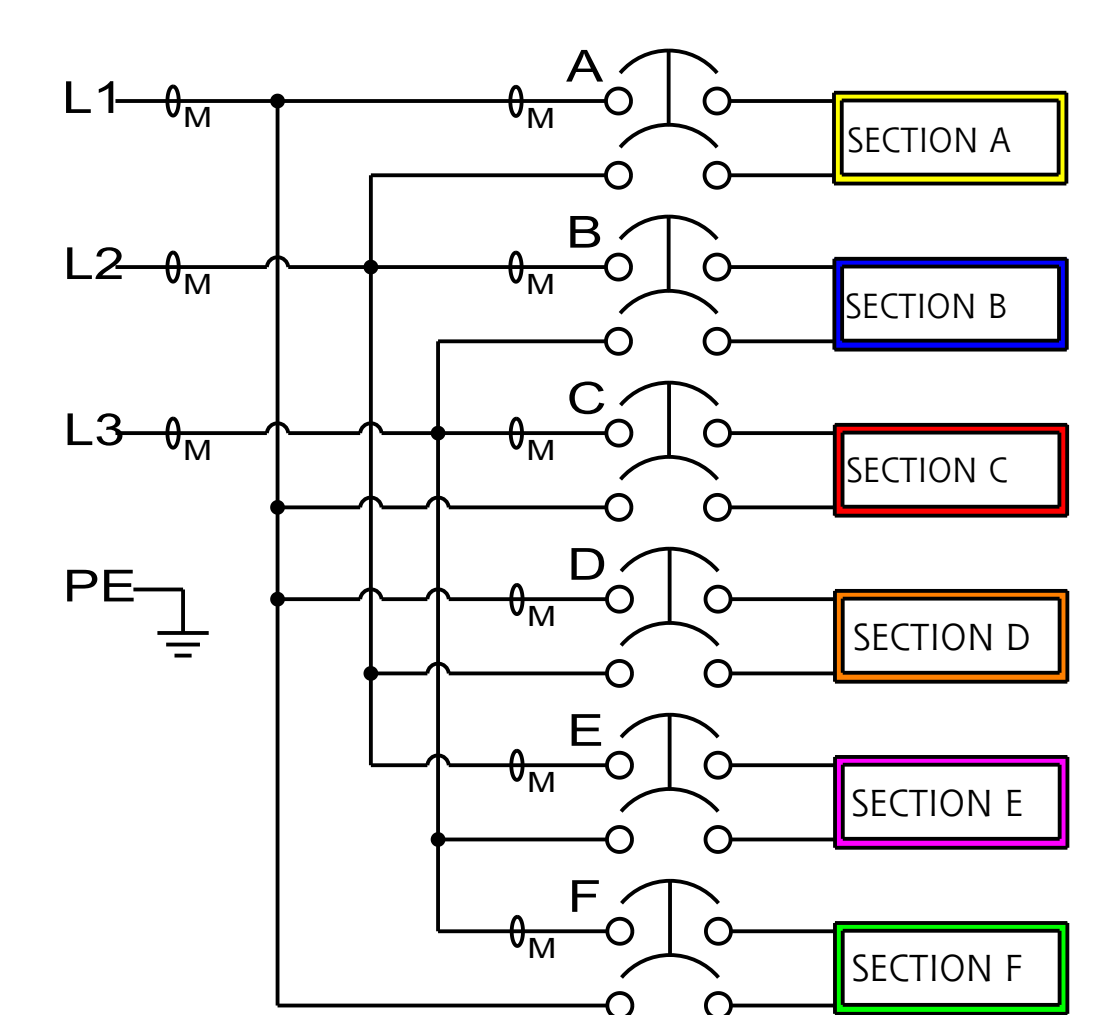 A
L1 M M
SECTION A
B
L2 M M
SECTION B
C
L3 M M
SECTION C
D
PE M
SECTION D
E
M
SECTION E
F
M
SECTION F